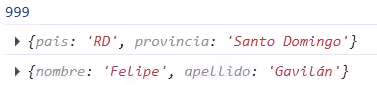 999
{pais: 'RD', provincia: 'Santo Domingo'}
{nombre: 'Felipe', apellido: 'Gavilán'}